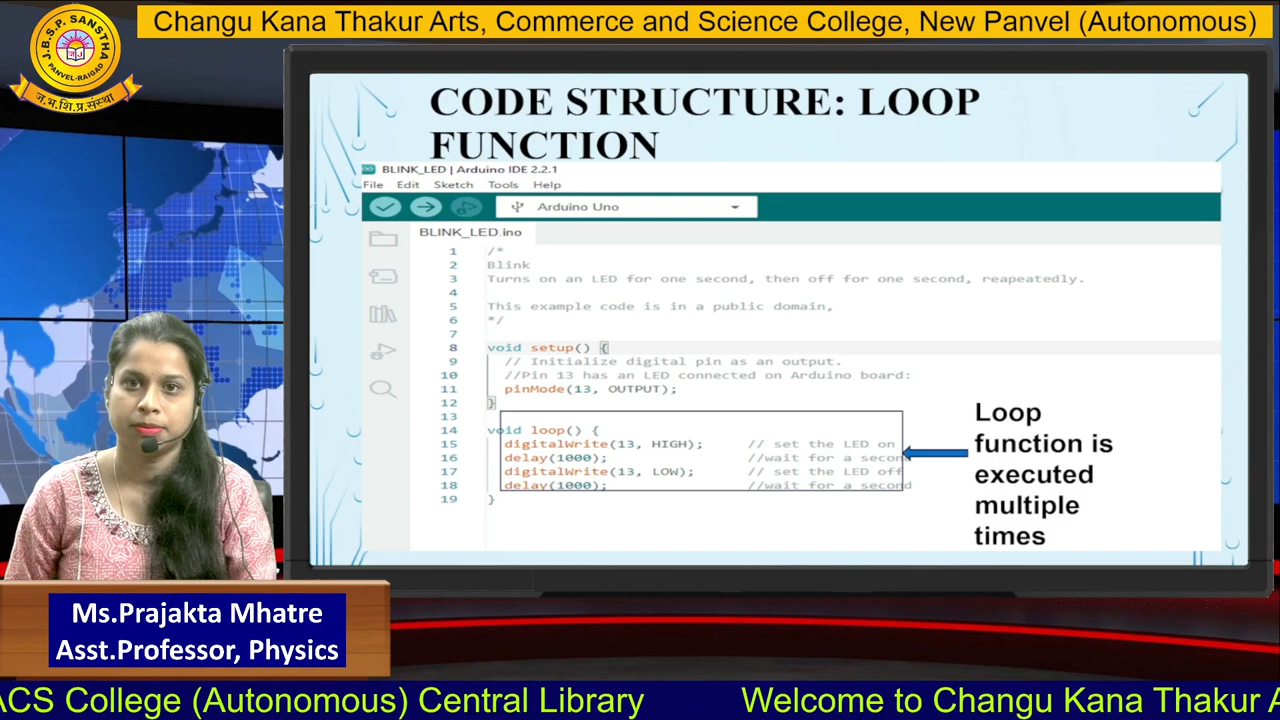 Changu Kana Thakur Arts, Commerce and Science College, New Panvel (Autonomous)
J.B.S.P. SANSTHA
PANVEL-RAIGAD
ज.भ.शि.प्र.संस्था
CODE STRUCTURE: LOOP
FUNCTION
BLINK_LED | Arduino IDE 2.2.1
File Edit Sketch Tools Help
Arduino Uno
BLINK_LED.ino
1 /*
2 Blink
3 Turns on an LED for one second, then off for one second, reapeatedly.
4
5 This example code is in a public domain,
6 */
7
8 void setup() {
9 // Initialize digital pin as an output.
10 //Pin 13 has an LED connected on Arduino board:
11 pinMode(13, OUTPUT);
12 }
13
14 void loop() {
15 digitalWrite(13, HIGH); // set the LED on
16 delay(1000); //wait for a second
17 digitalWrite(13, LOW); // set the LED off
18 delay(1000); //wait for a second
19 }
Loop
function is
executed
multiple
times
Ms.Prajakta Mhatre
Asst.Professor, Physics
ACS College (Autonomous) Central Library Welcome to Changu Kana Thakur A